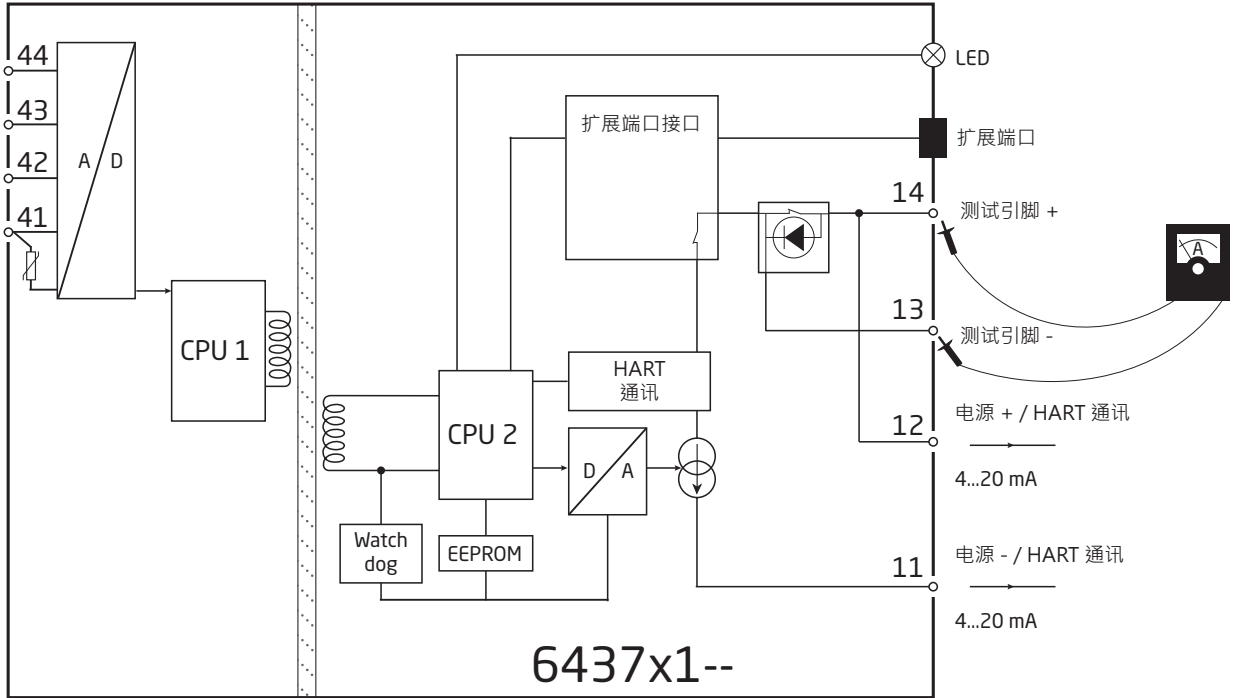 44
43
42
41
A
D
CPU 1
CPU 2
Watch
dog
EEPROM
D
A
HART
通讯
扩展端口接口
LED
扩展端口
14
测试引脚 +
A
13
测试引脚 -
电源 + / HART 通讯
12
4...20 mA
电源 - / HART 通讯
11
4...20 mA
6437x1--